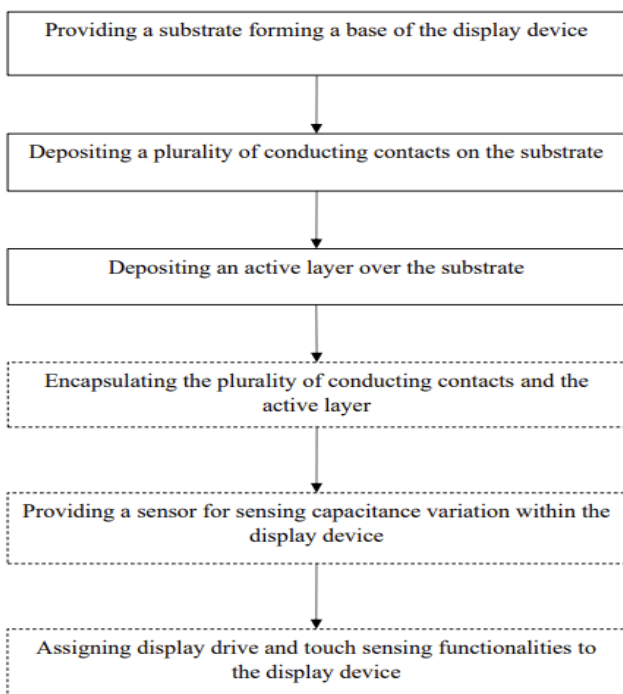 Providing a substrate forming a base of the display device
Depositing a plurality of conducting contacts on the substrate
Depositing an active layer over the substrate
Encapsulating the plurality of conducting contacts and the
active layer
Providing a sensor for sensing capacitance variation within the
display device
Assigning display drive and touch sensing functionalities to
the display device